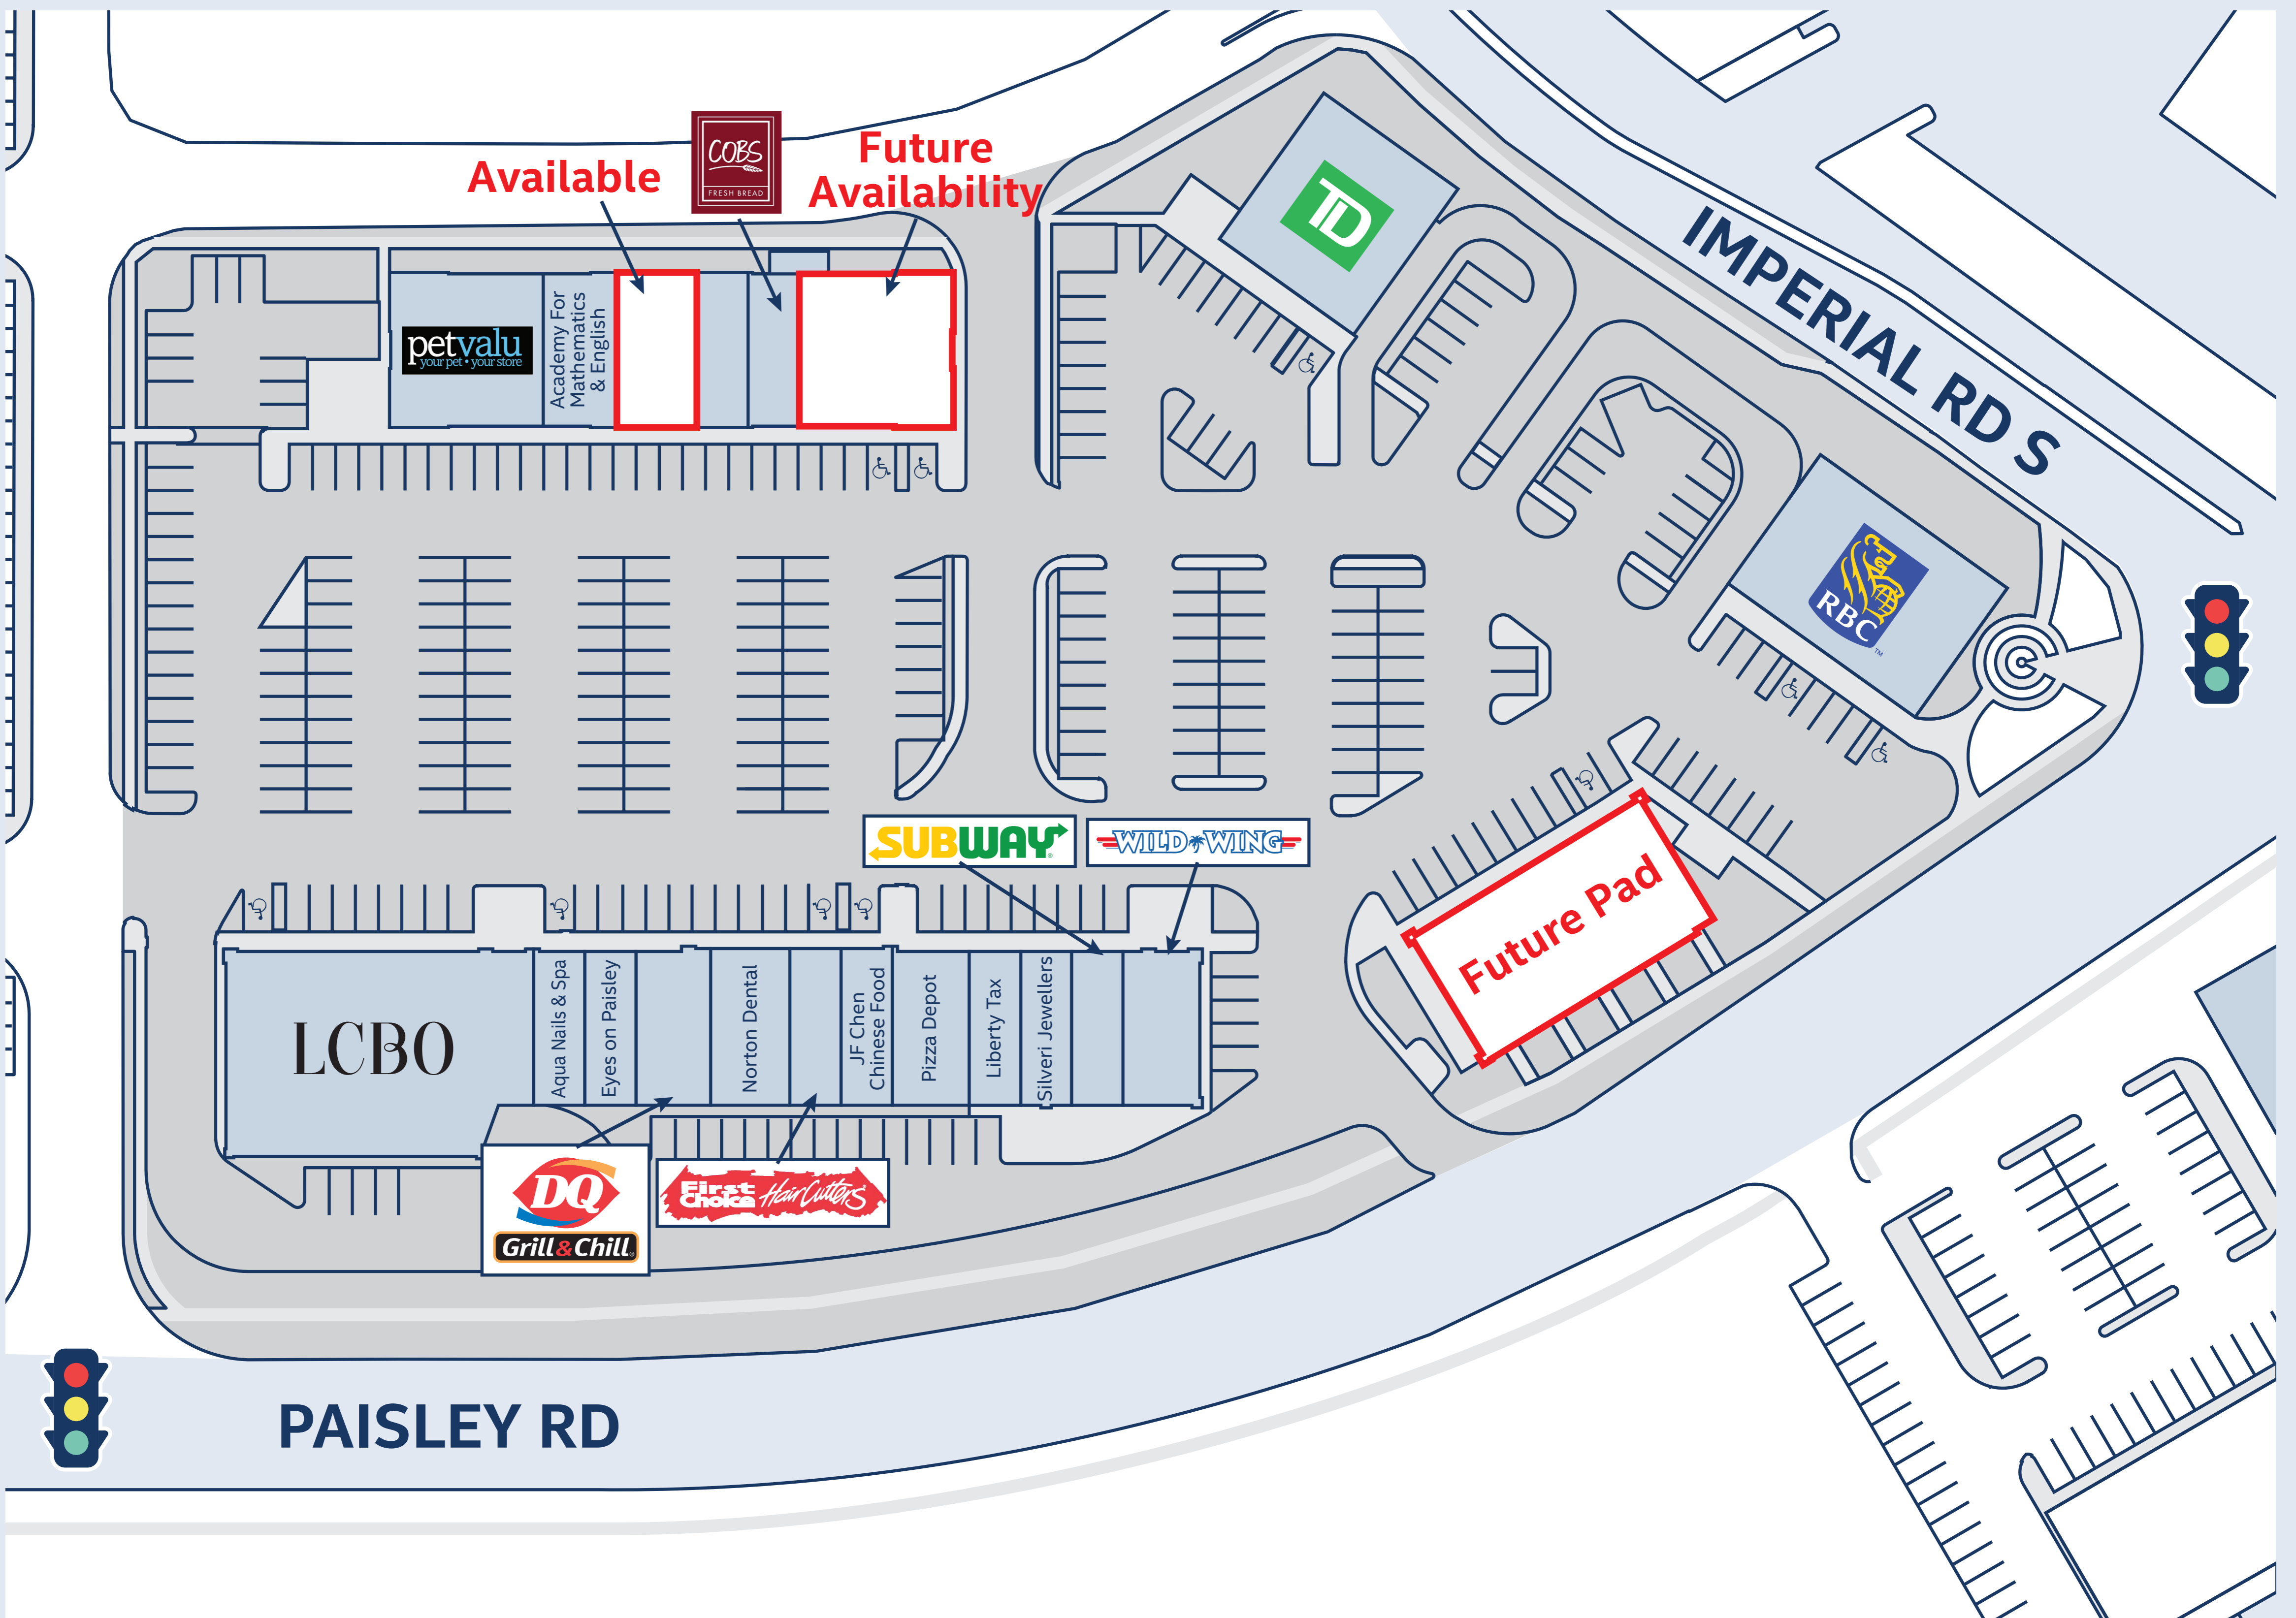 Available
COBS
FRESH BREAD
Future
Availability
TD
IMPERIAL RD S
petvalu
your pet • your store
Academy For
Mathematics
& English
RBC
TM
SUBWAY®
WILD WING
Future Pad
LCBO
Aqua Nails & Spa
Eyes on Paisley
Norton Dental
JF Chen
Chinese Food
Pizza Depot
Liberty Tax
Silveri Jewellers
DQ
Grill&Chill®
First
Choice
HairCutters
PAISLEY RD